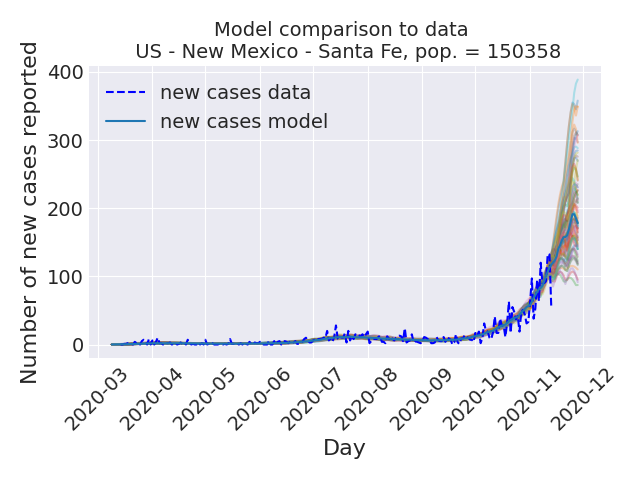 Model comparison to data
US - New Mexico - Santa Fe, pop. = 150358
Number of new cases reported
400
300
200
100
0
new cases data
new cases model
2020-03
2020-04
2020-05
2020-06
2020-07
2020-08
2020-09
2020-10
2020-11
2020-12
Day